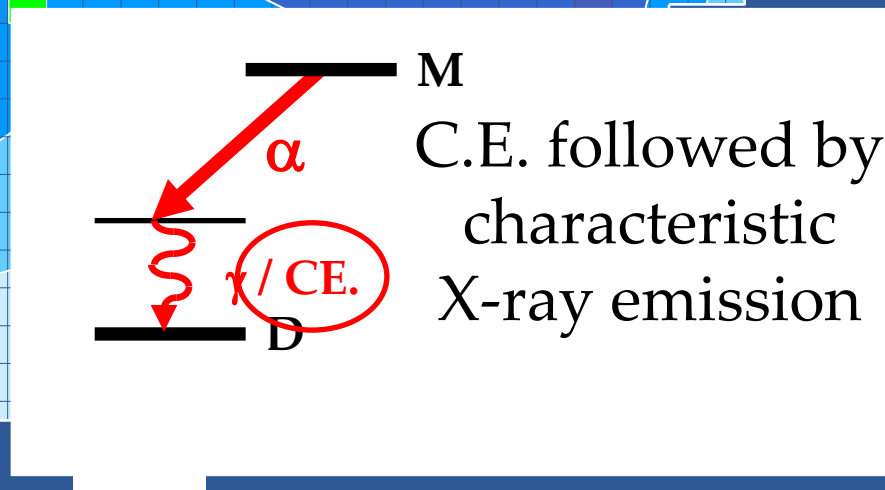 M
α
C.E. followed by
characteristic
X-ray emission
γ / CE.
D